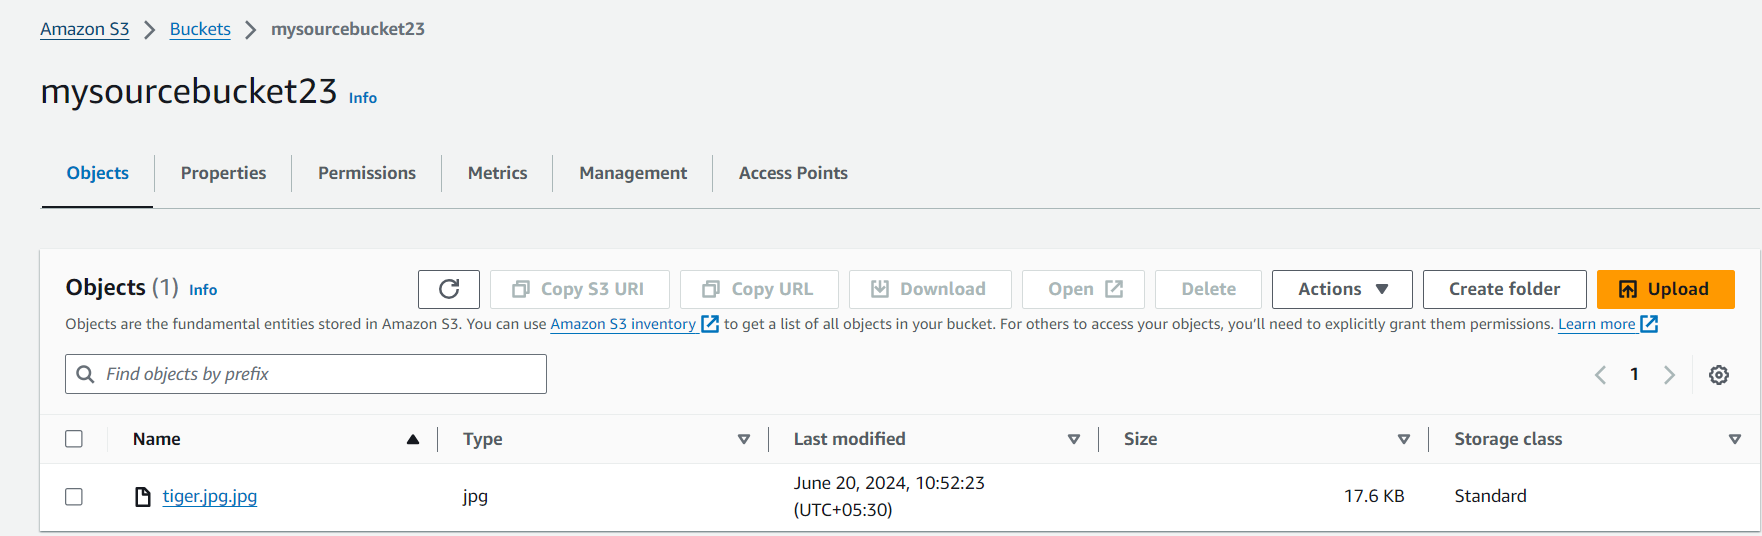 Amazon S3 > Buckets > mysourcebucket23
mysourcebucket23 Info
Objects Properties Permissions Metrics Management Access Points
Objects (1) Info Copy S3 URI Copy URL Download Open Delete Actions Create folder Upload
Objects are the fundamental entities stored in Amazon S3. You can use Amazon S3 inventory to get a list of all objects in your bucket. For others to access your objects, you'll need to explicitly grant them permissions. Learn more
Find objects by prefix 1
Name Type Last modified Size Storage class
tiger.jpg.jpg jpg June 20, 2024, 10:52:23 17.6 KB Standard
(UTC+05:30)